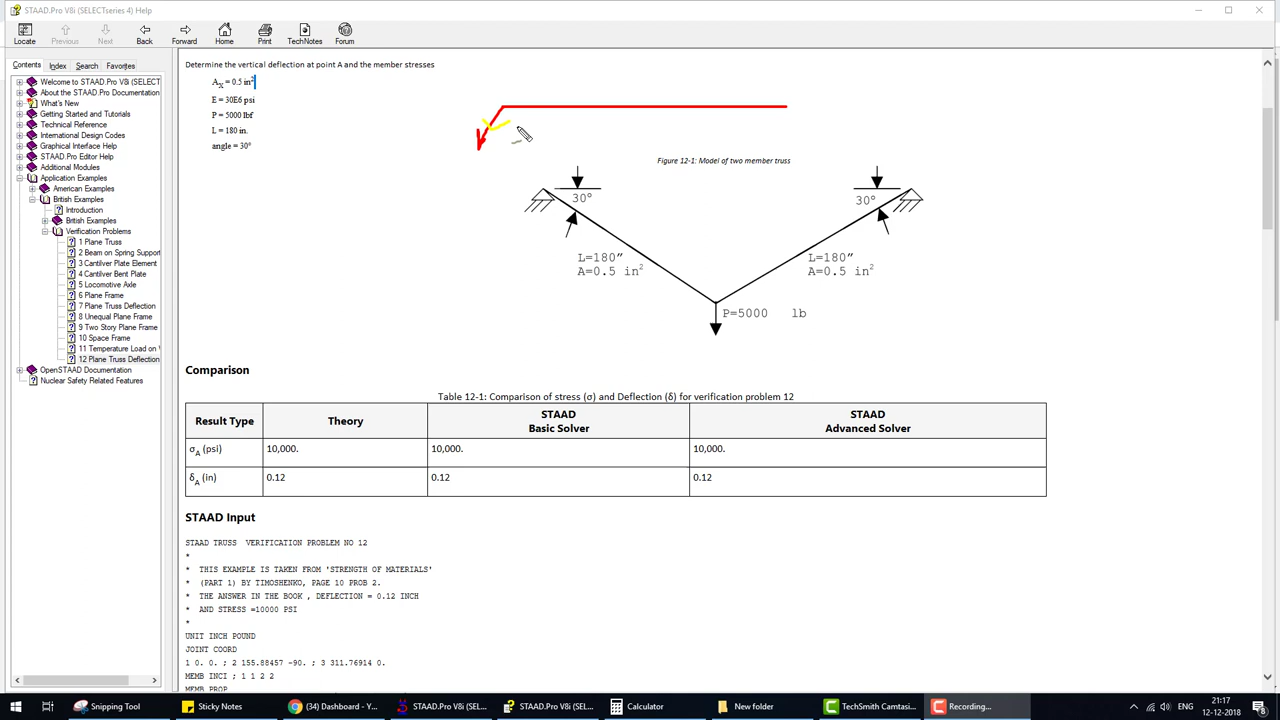 STAAD.Pro V8i (SELECTseries 4) Help
Locate Previous Next Back Forward Home Print TechNotes Forum
Contents Index Search Favorites
Welcome to STAAD.Pro V8i (SELECT
About the STAAD.Pro Documentation
What's New
Getting Started and Tutorials
Technical Reference
International Design Codes
Graphical Interface Help
STAAD.Pro Editor Help
Additional Modules
Application Examples
American Examples
British Examples
Introduction
British Examples
Verification Problems
1 Plane Truss
2 Beam on Spring Support
3 Cantilver Plate Element
4 Cantilver Bent Plate
5 Locomotive Axle
6 Plane Frame
7 Plane Truss Deflection
8 Unequal Plane Frame
9 Two Story Plane Frame
10 Space Frame
11 Temperature Load on
12 Plane Truss Deflection
OpenSTAAD Documentation
Nuclear Safety Related Features
Determine the vertical deflection at point A and the member stresses
AX = 0.5 in2
E = 30E6 psi
P = 5000 lbf
L = 180 in.
angle = 30°
Figure 12-1: Model of two member truss
30° 30°
L=180" L=180"
A=0.5 in2 A=0.5 in2
P=5000 lb
Comparison
Table 12-1: Comparison of stress (σ) and Deflection (δ) for verification problem 12
Result Type Theory STAAD Basic Solver STAAD Advanced Solver
σA (psi) 10,000. 10,000. 10,000.
δA (in) 0.12 0.12 0.12
STAAD Input
STAAD TRUSS VERIFICATION PROBLEM NO 12
*
* THIS EXAMPLE IS TAKEN FROM 'STRENGTH OF MATERIALS'
* (PART 1) BY TIMOSHENKO, PAGE 10 PROB 2.
* THE ANSWER IN THE BOOK , DEFLECTION = 0.12 INCH
* AND STRESS =10000 PSI
*
UNIT INCH POUND
JOINT COORD
1 0. 0. ; 2 155.88457 -90. ; 3 311.76914 0.
MEMB INCI ; 1 1 2 2
MEMB PROP
Snipping Tool Sticky Notes (34) Dashboard - Y... STAAD.Pro V8i (SEL... STAAD.Pro V8i (SEL... Calculator New folder TechSmith Camtasi... Recording... ENG 21:17
12-12-2018 8